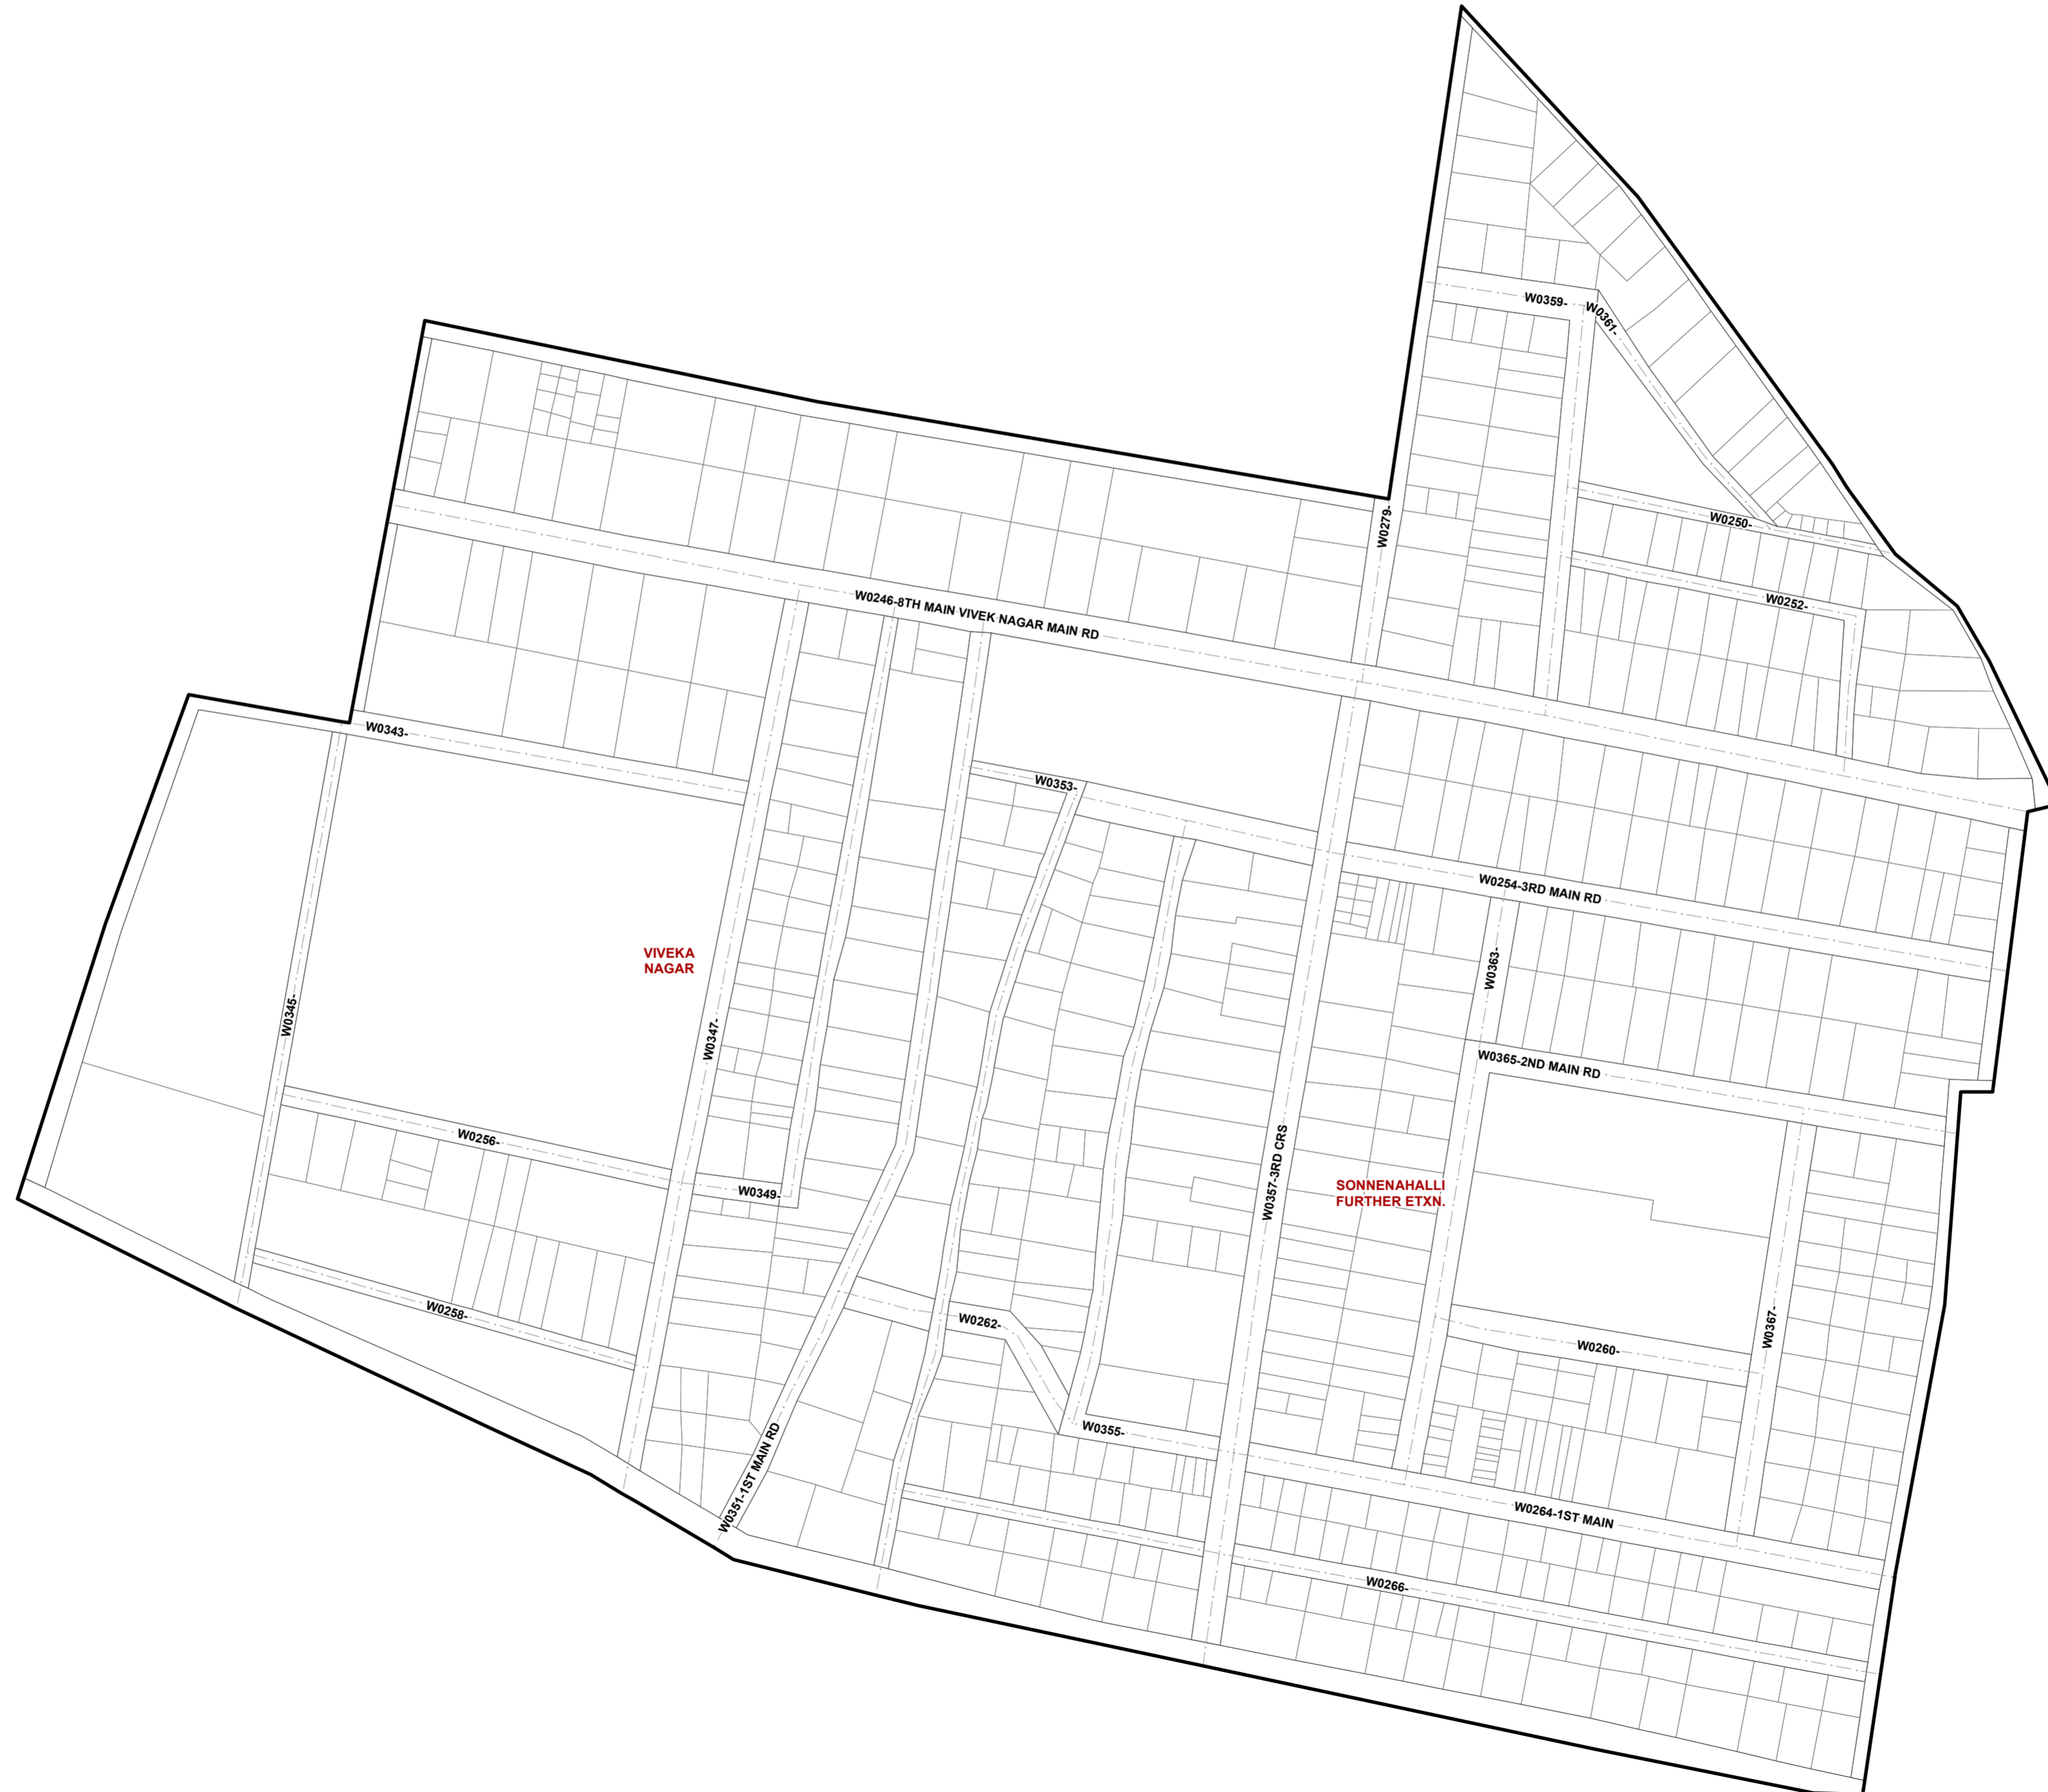 W0279-
W0359-
W0361-
W0250-
W0252-
W0246-8TH MAIN VIVEK NAGAR MAIN RD
W0343-
W0353-
W0254-3RD MAIN RD
VIVEKA
NAGAR
W0345-
W0347-
W0363-
W0365-2ND MAIN RD
W0256-
W0349-
W0357-3RD CRS
SONNENAHALLI
FURTHER ETXN.
W0258-
W0262-
W0260-
W0367-
W0355-
W0351-1ST MAIN RD
W0264-1ST MAIN
W0266-